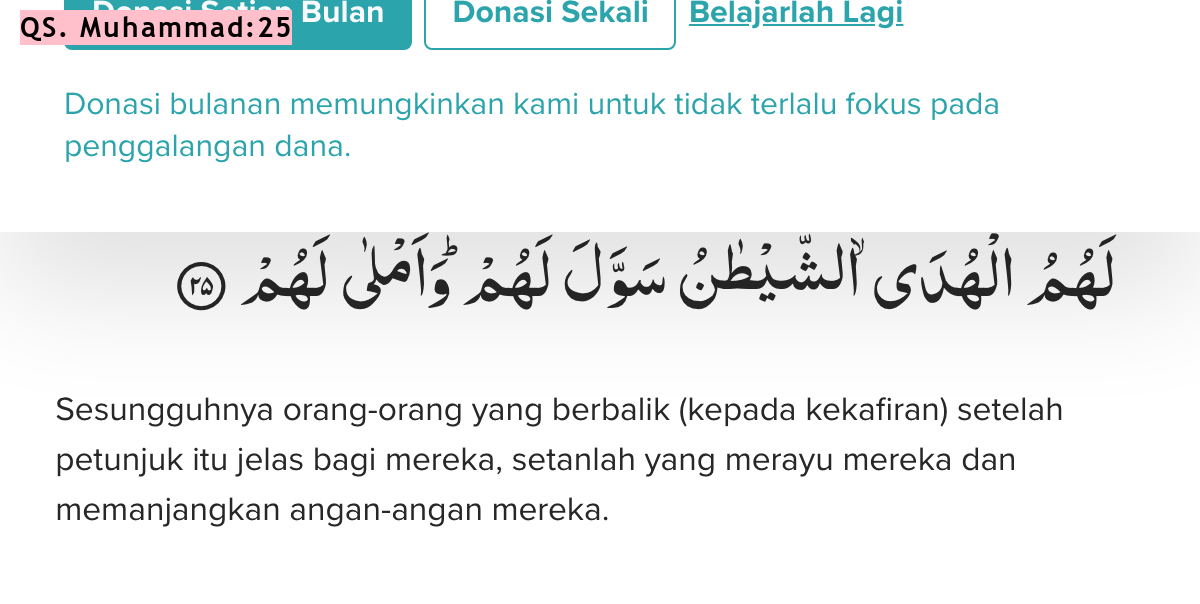 Bulan
Donasi Sekali
Belajarlah Lagi
QS. Muhammad:25
Donasi bulanan memungkinkan kami untuk tidak terlalu fokus pada
penggalangan dana.
لَهُمُ الْهُدَى ۙالشَّيْطٰنُ سَوَّلَ لَهُمْ ۗوَاَمْلٰى لَهُمْ ۝٢٥
Sesungguhnya orang-orang yang berbalik (kepada kekafiran) setelah
petunjuk itu jelas bagi mereka, setanlah yang merayu mereka dan
memanjangkan angan-angan mereka.